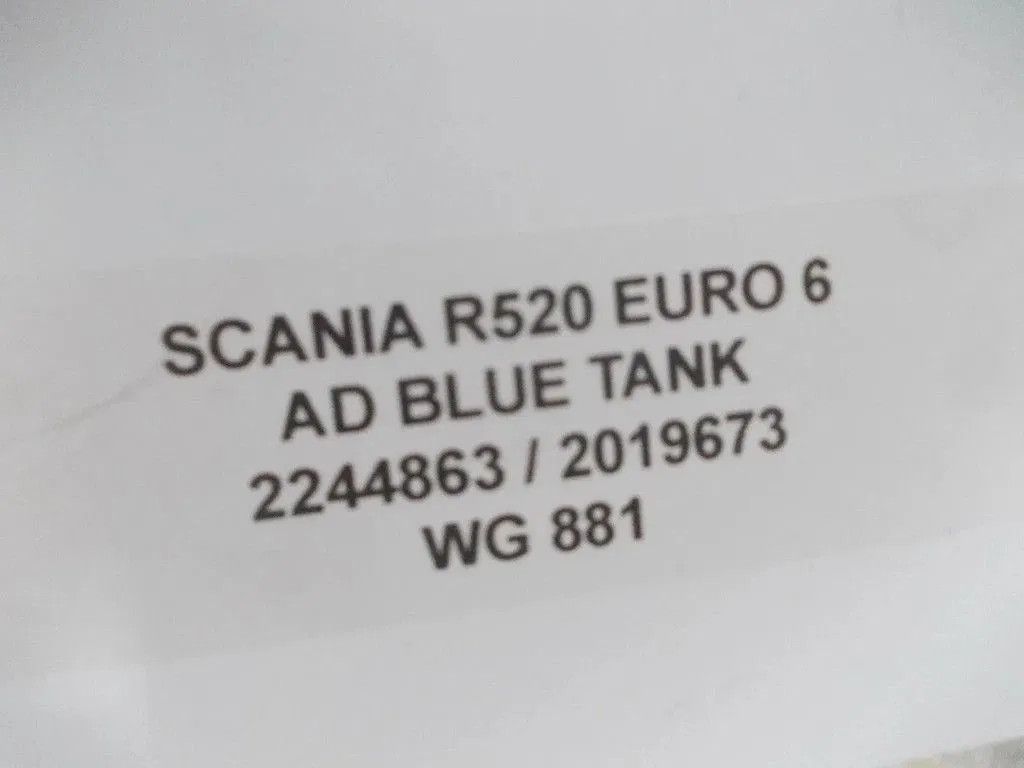 SCANIA R520 EURO 6
AD BLUE TANK
2244863 / 2019673
WG 881